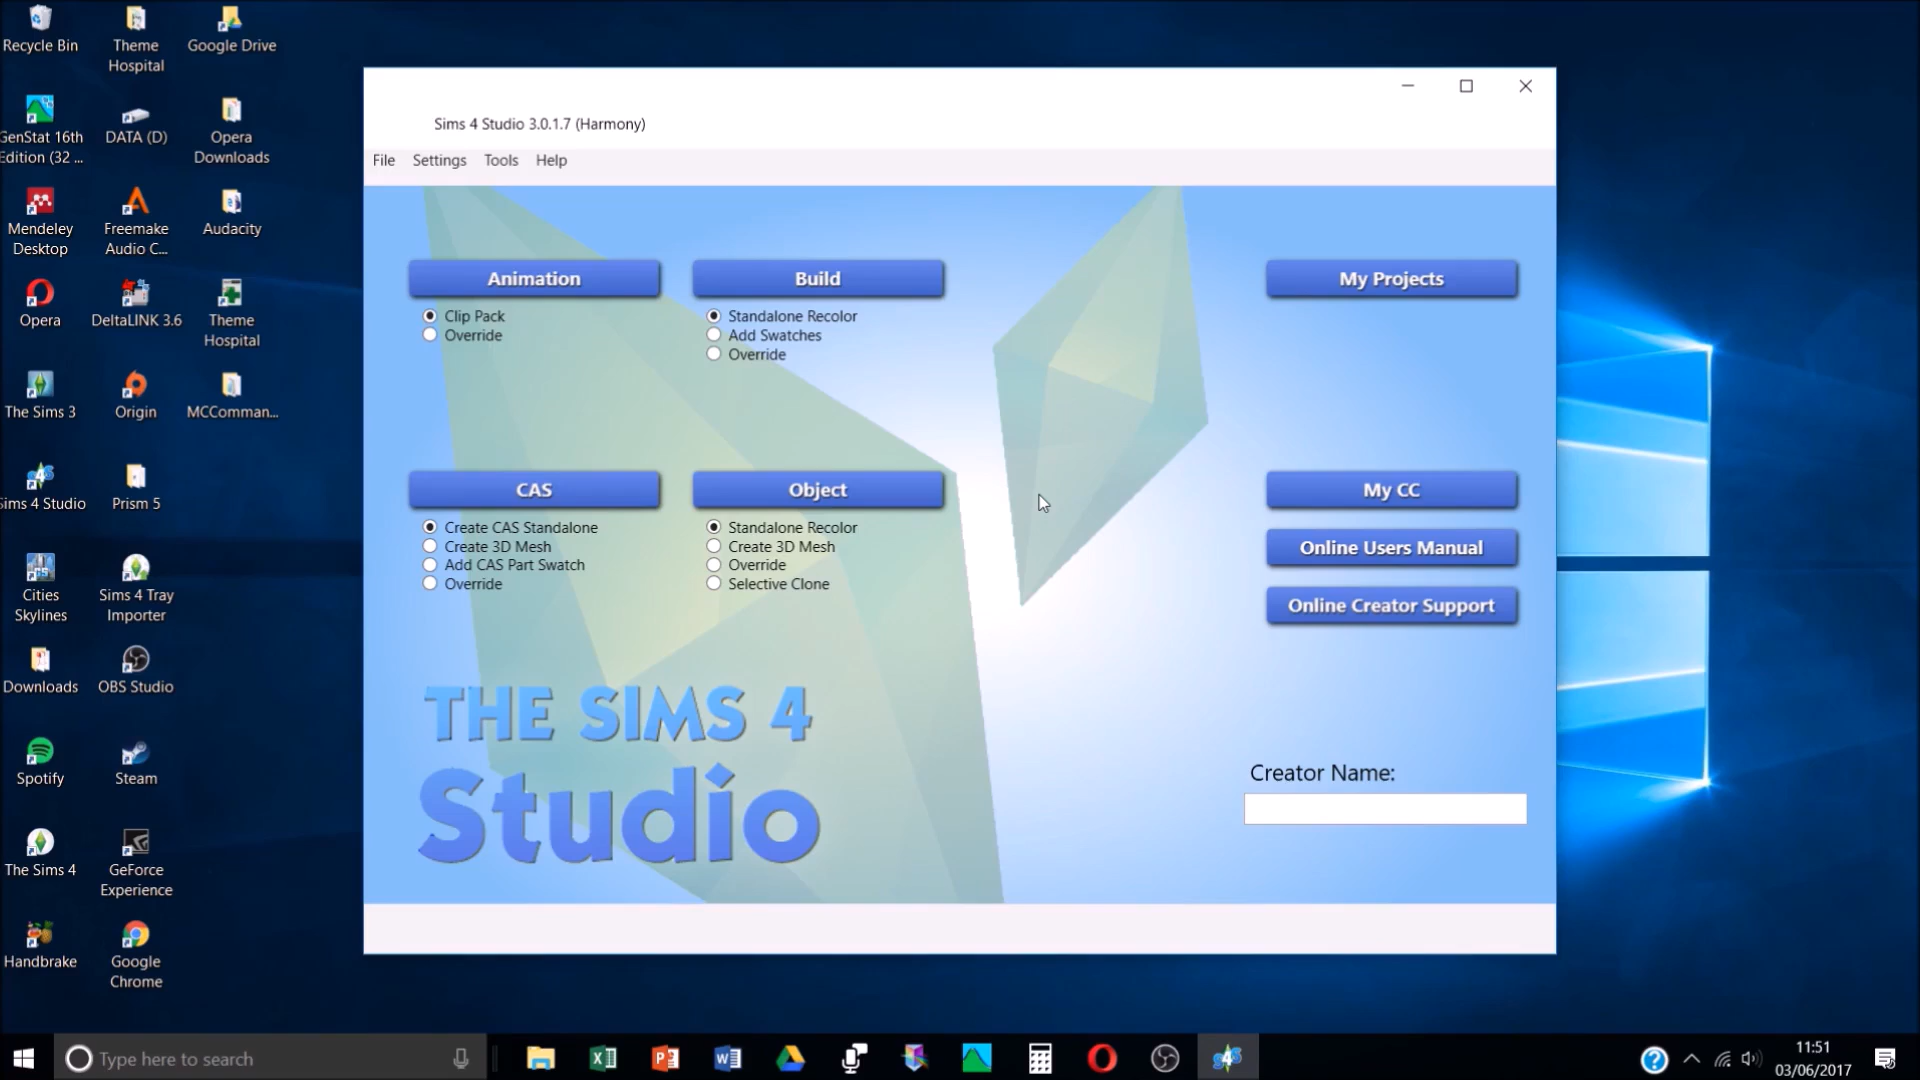 Recycle Bin
Theme
Hospital
Google Drive
GenStat 16th
Edition (32 ...
DATA (D)
Opera
Downloads
Mendeley
Desktop
Freemake
Audio C...
Audacity
Opera
DeltaLINK 3.6
Theme
Hospital
The Sims 3
Origin
MCComman...
Sims 4 Studio
Prism 5
Cities
Skylines
Sims 4 Tray
Importer
Downloads
OBS Studio
Spotify
Steam
The Sims 4
GeForce
Experience
Handbrake
Google
Chrome
Sims 4 Studio 3.0.1.7 (Harmony)
File Settings Tools Help
Animation
Clip Pack
Override
Build
Standalone Recolor
Add Swatches
Override
My Projects
CAS
Create CAS Standalone
Create 3D Mesh
Add CAS Part Swatch
Override
Object
Standalone Recolor
Create 3D Mesh
Override
Selective Clone
My CC
Online Users Manual
Online Creator Support
THE SIMS 4
Studio
Creator Name:
Type here to search
11:51
03/06/2017